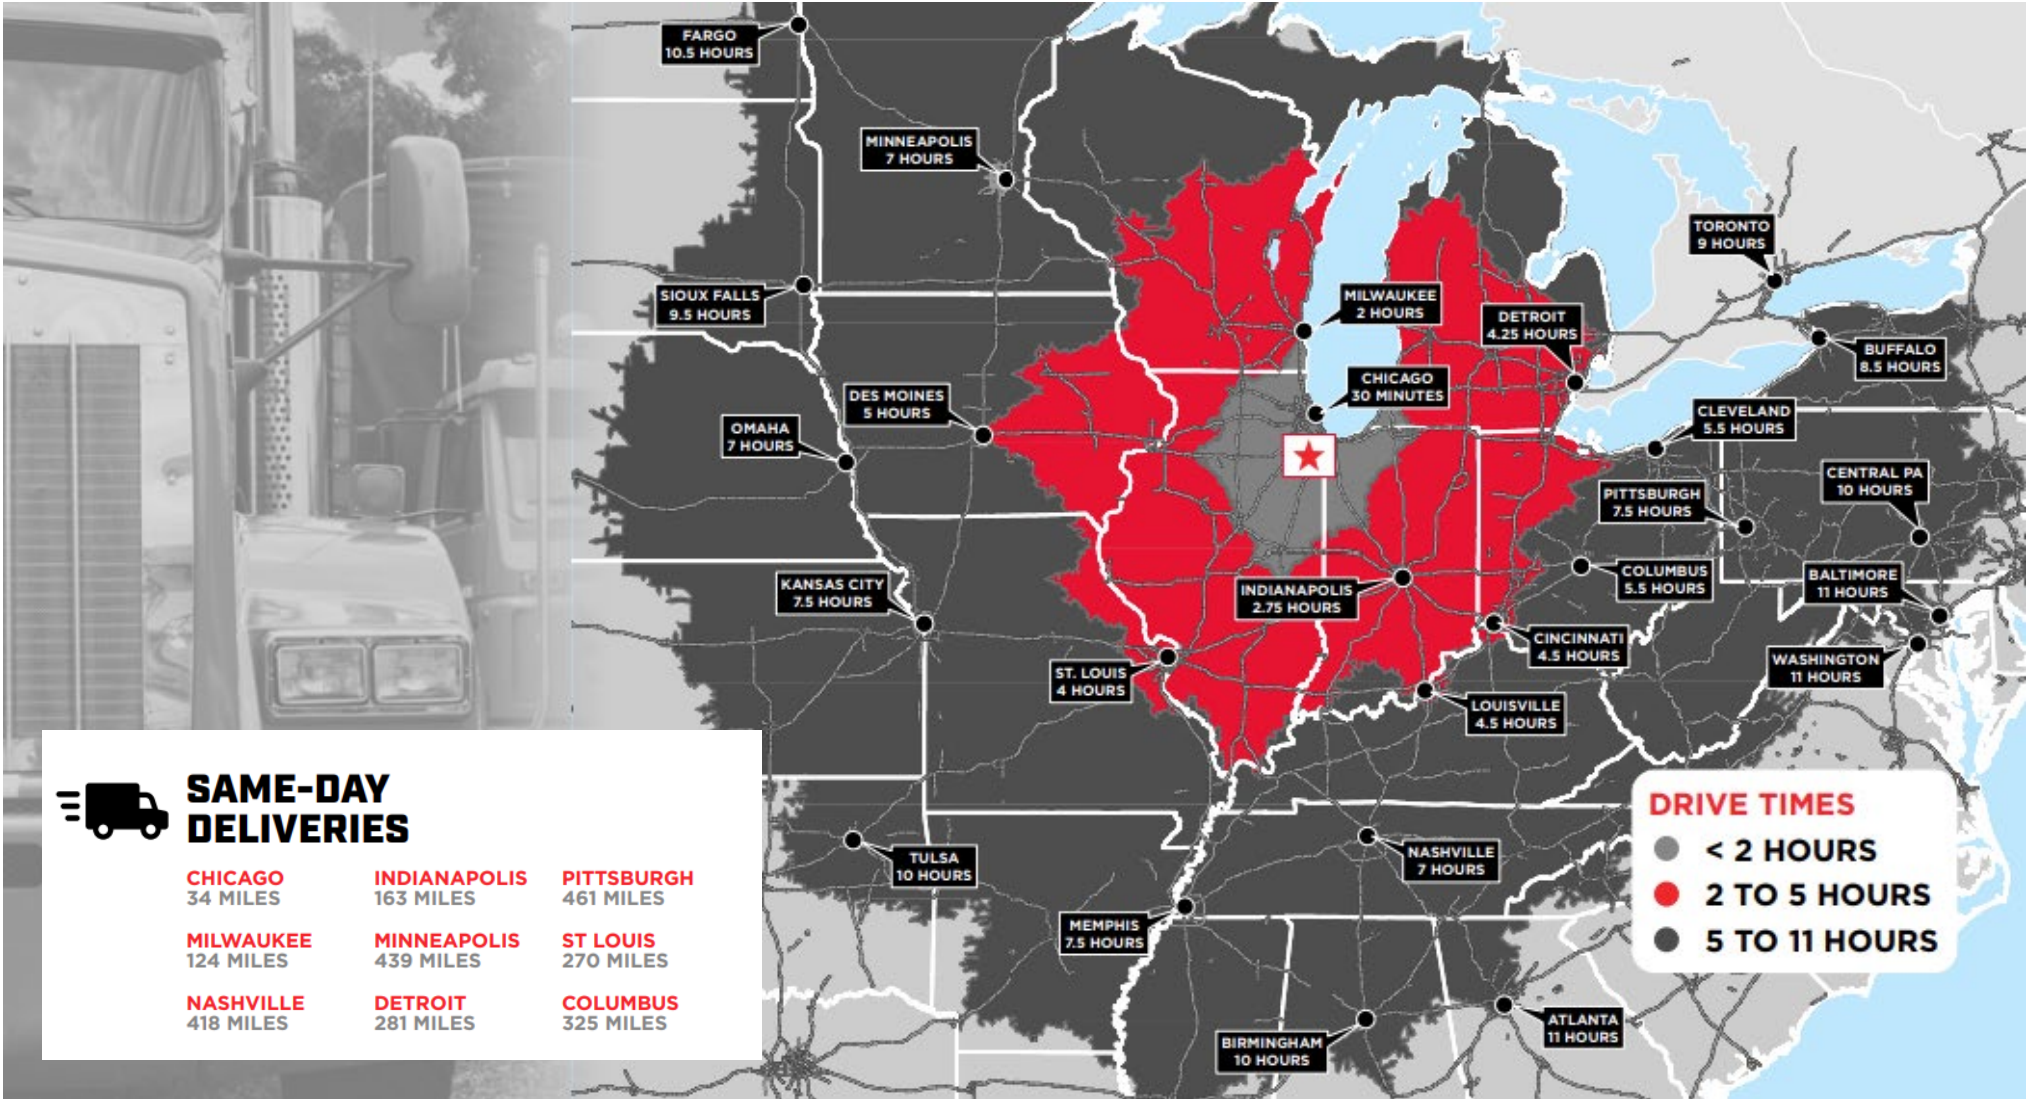 FARGO
10.5 HOURS
MINNEAPOLIS
7 HOURS
TORONTO
9 HOURS
SIOUX FALLS
9.5 HOURS
MILWAUKEE
2 HOURS
DETROIT
4.25 HOURS
BUFFALO
8.5 HOURS
CHICAGO
30 MINUTES
DES MOINES
5 HOURS
CLEVELAND
5.5 HOURS
OMAHA
7 HOURS
CENTRAL PA
10 HOURS
PITTSBURGH
7.5 HOURS
COLUMBUS
5.5 HOURS
BALTIMORE
11 HOURS
KANSAS CITY
7.5 HOURS
INDIANAPOLIS
2.75 HOURS
CINCINNATI
4.5 HOURS
ST. LOUIS
4 HOURS
WASHINGTON
11 HOURS
LOUISVILLE
4.5 HOURS
TULSA
10 HOURS
NASHVILLE
7 HOURS
MEMPHIS
7.5 HOURS
BIRMINGHAM
10 HOURS
ATLANTA
11 HOURS
DRIVE TIMES
< 2 HOURS
2 TO 5 HOURS
5 TO 11 HOURS
SAME-DAY
DELIVERIES
CHICAGO
34 MILES
INDIANAPOLIS
163 MILES
PITTSBURGH
461 MILES
MILWAUKEE
124 MILES
MINNEAPOLIS
439 MILES
ST LOUIS
270 MILES
NASHVILLE
418 MILES
DETROIT
281 MILES
COLUMBUS
325 MILES